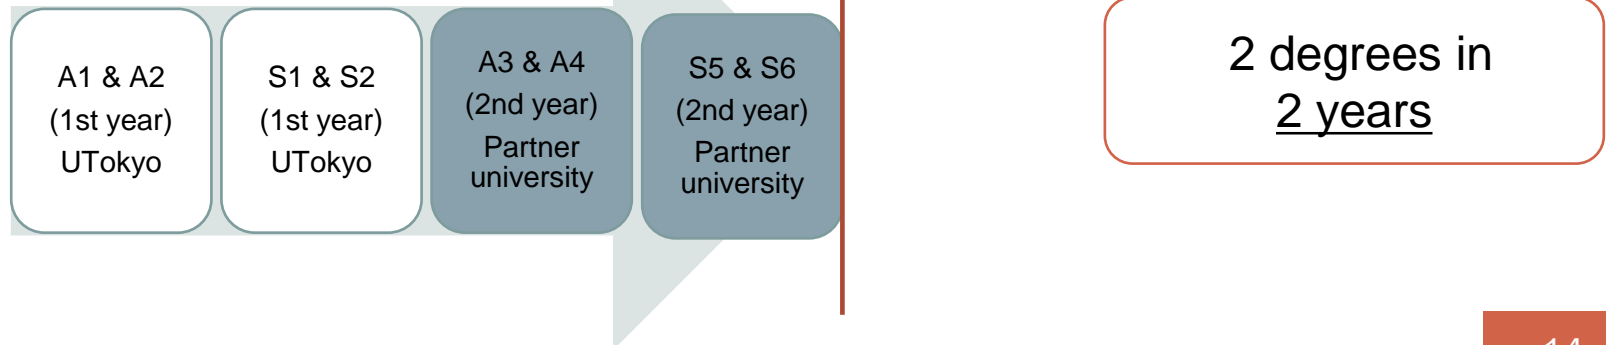 A1 & A2
(1st year)
UTokyo
S1 & S2
(1st year)
UTokyo
A3 & A4
(2nd year)
Partner
university
S5 & S6
(2nd year)
Partner
university
2 degrees in
2 years
14